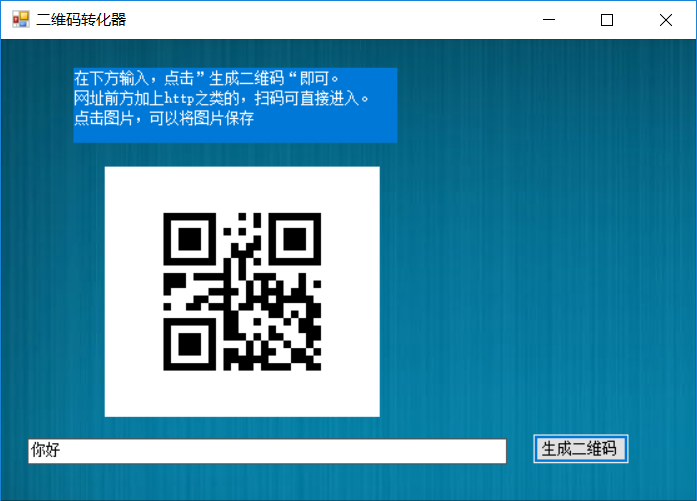 二维码转化器
在下方输入，点击”生成二维码“即可。
网址前方加上http之类的，扫码可直接进入。
点击图片，可以将图片保存
你好
生成二维码